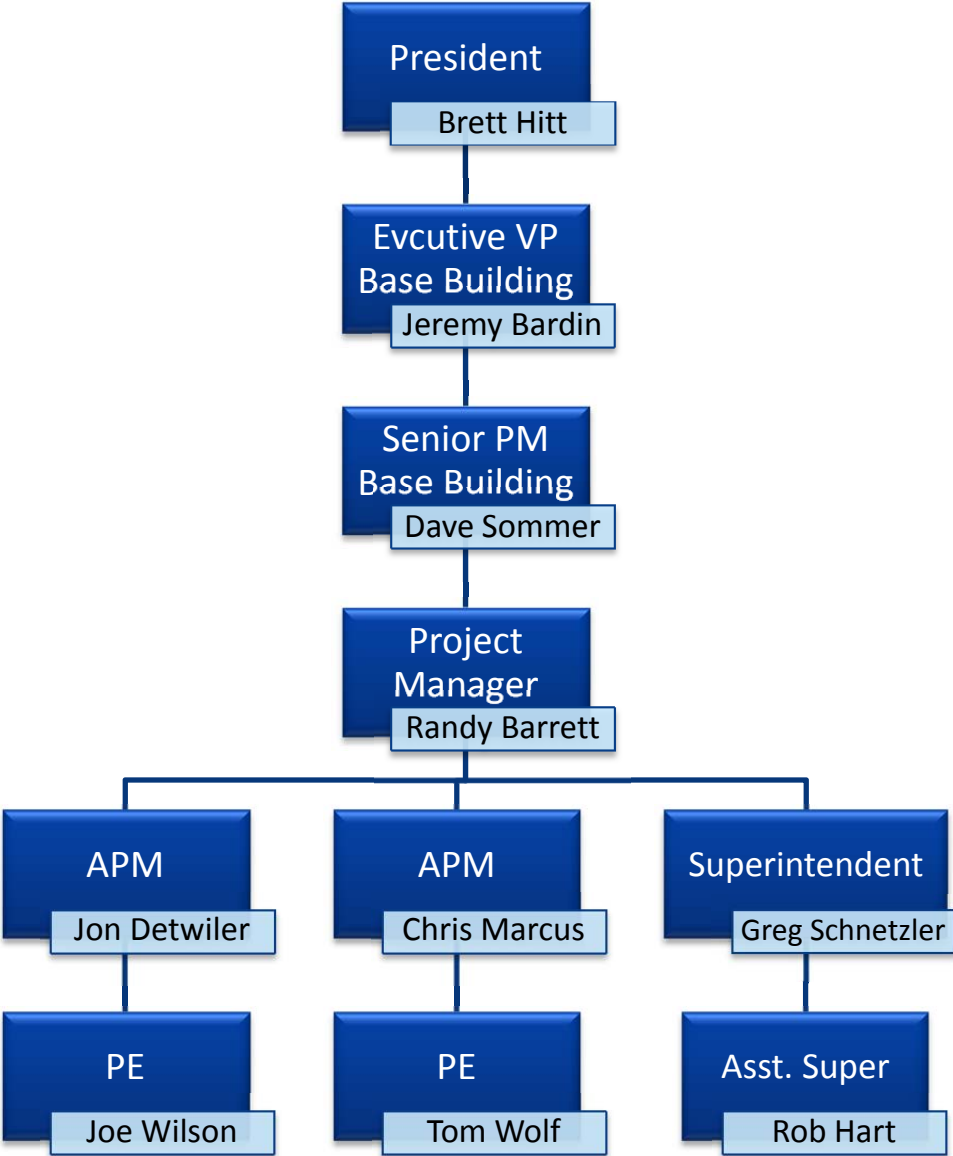 President
Brett Hitt
Evcutive VP
Base Building
Jeremy Bardin
Senior PM
Base Building
Dave Sommer
Project
Manager
Randy Barrett
APM
Jon Detwiler
APM
Chris Marcus
Superintendent
Greg Schnetzler
PE
Joe Wilson
PE
Tom Wolf
Asst. Super
Rob Hart